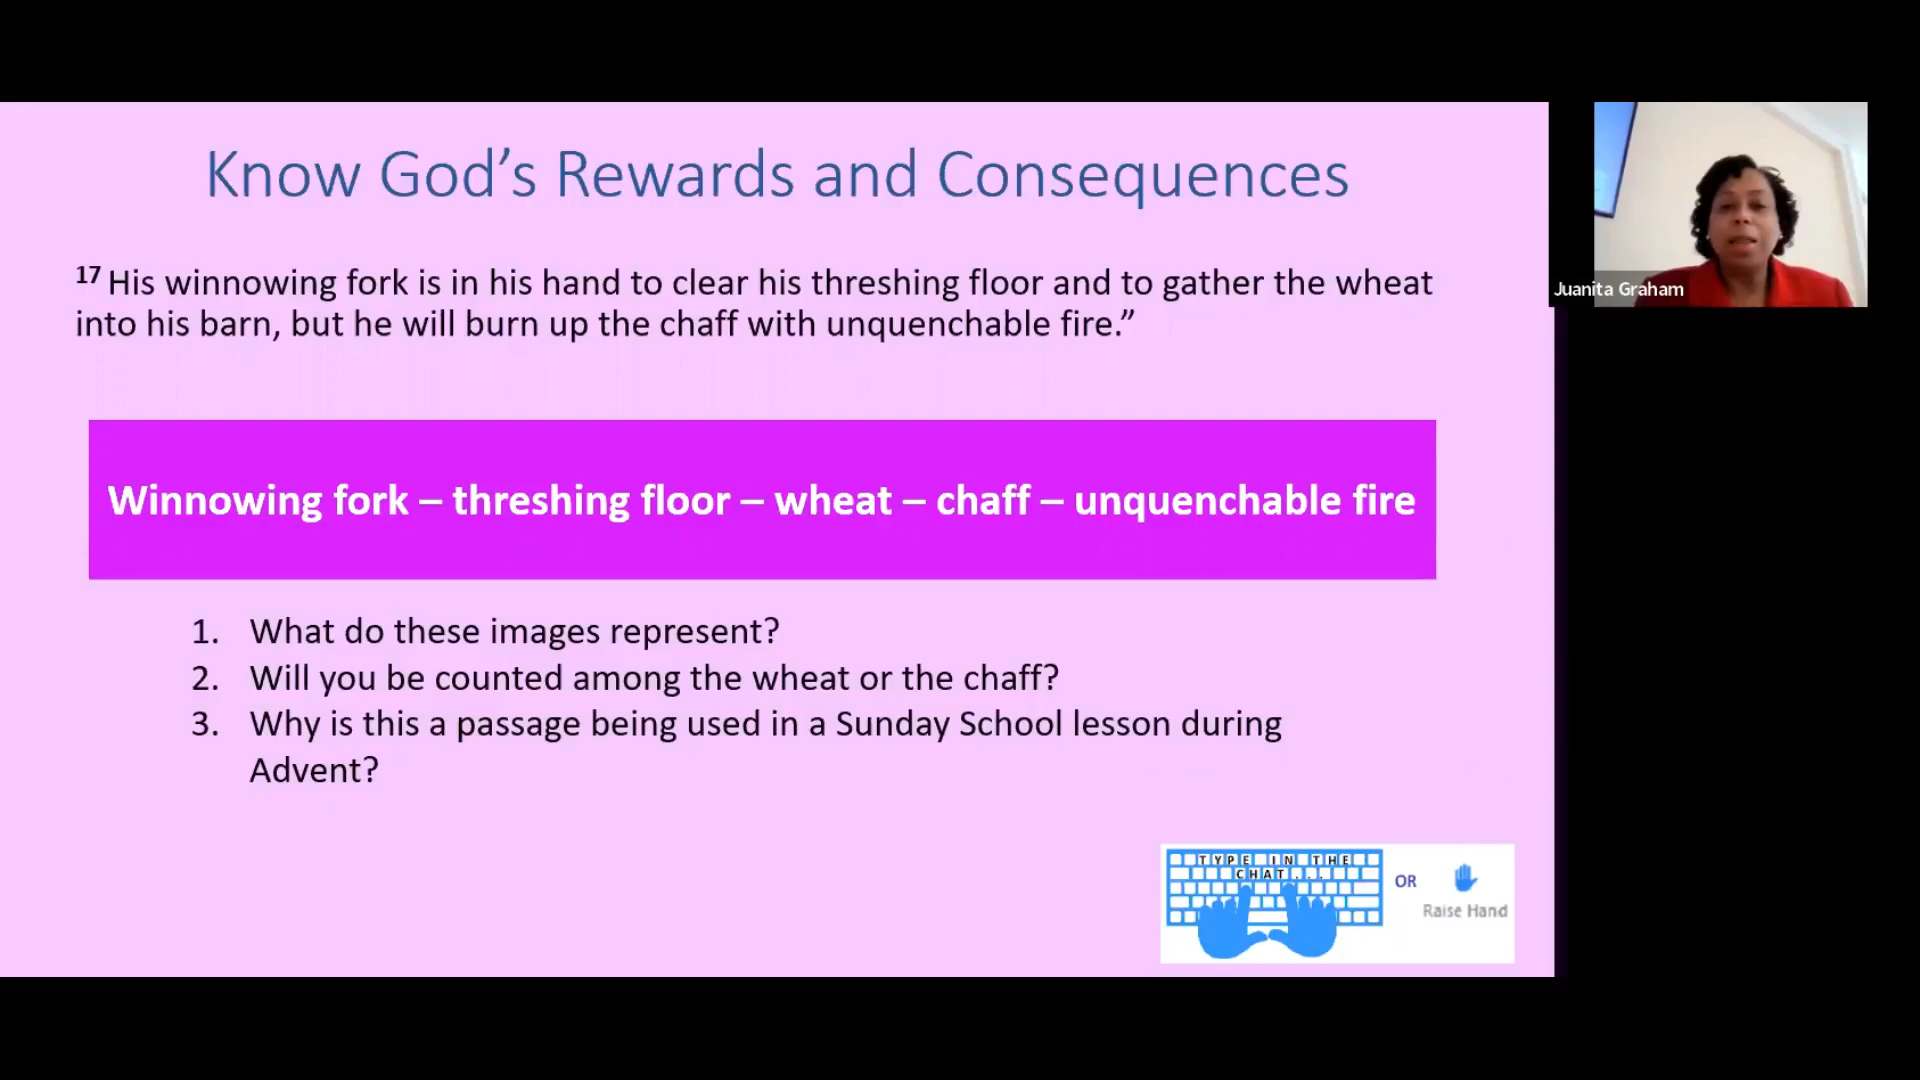 Know God’s Rewards and Consequences
17 His winnowing fork is in his hand to clear his threshing floor and to gather the wheat
into his barn, but he will burn up the chaff with unquenchable fire.”
Juanita Graham
Winnowing fork – threshing floor – wheat – chaff – unquenchable fire
1. What do these images represent?
2. Will you be counted among the wheat or the chaff?
3. Why is this a passage being used in a Sunday School lesson during
Advent?
TYPE IN THE
CHAT...
OR
Raise Hand